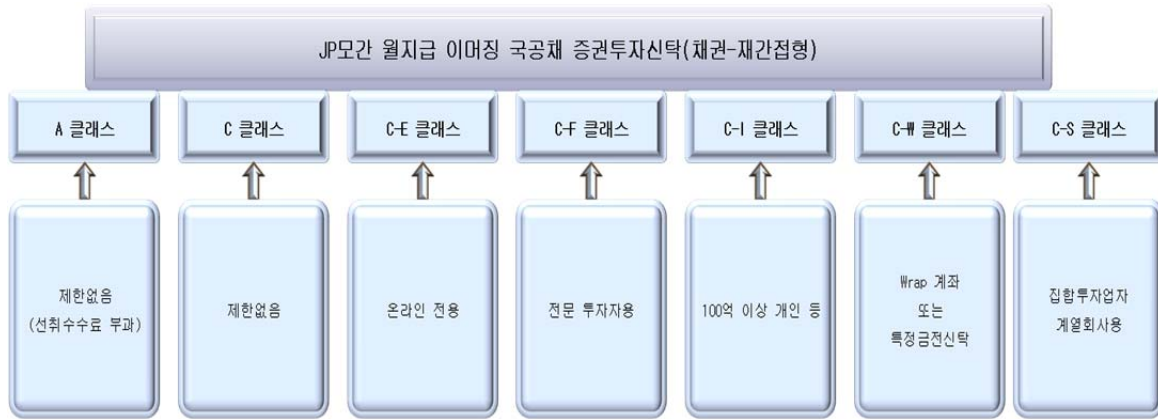 JP모간 월지급 이머징 국공채 증권투자신탁(채권-재간접형)
A 클래스
C 클래스
C-E 클래스
C-F 클래스
C-I 클래스
C-W 클래스
C-S 클래스
제한없음
(선취수수료 부과)
제한없음
온라인 전용
전문 투자자용
100억 이상 개인 등
Wrap 계좌
또는
특정금전신탁
집합투자업자
계열회사용